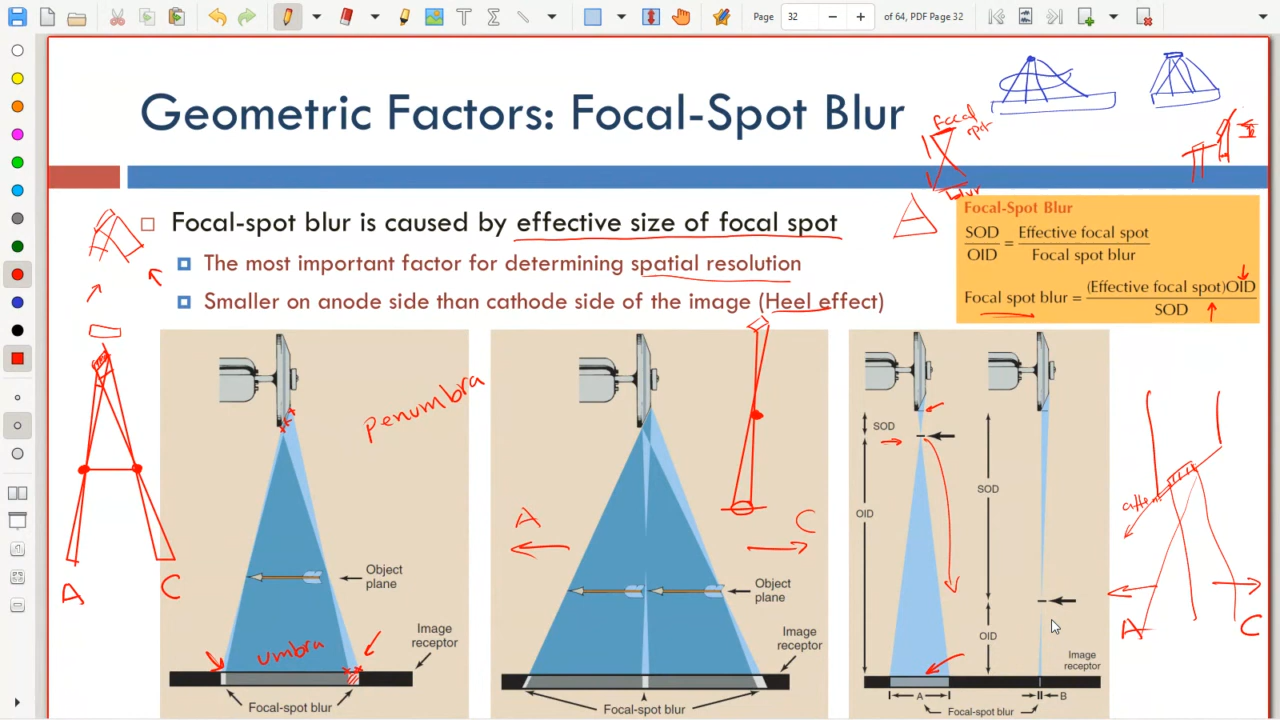 Page 32 of 64, PDF Page 32
Geometric Factors: Focal-Spot Blur
focal
spot
blur
Focal-spot blur is caused by effective size of focal spot
The most important factor for determining spatial resolution
Smaller on anode side than cathode side of the image (Heel effect)
Focal-Spot Blur
SOD
OID
=
Effective focal spot
Focal spot blur
Focal spot blur =
(Effective focal spot)OID
SOD
A
C
penumbra
Object
plane
umbra
Image
receptor
Focal-spot blur
A
C
Object
plane
Image
receptor
Focal-spot blur
SOD
OID
SOD
OID
Image
receptor
A
B
Focal-spot blur
A
C